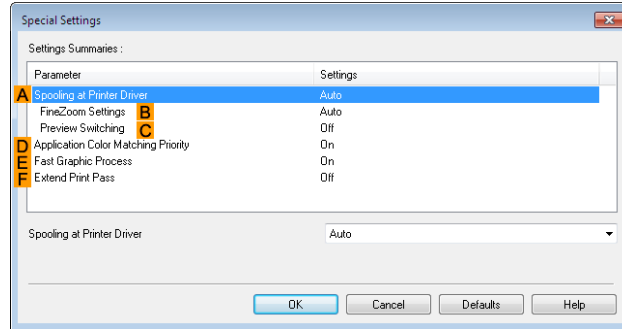 Special Settings
Settings Summaries :
Parameter Settings
A Spooling at Printer Driver Auto
FineZoom Settings B Auto
Preview Switching C Off
D Application Color Matching Priority On
E Fast Graphic Process On
F Extend Print Pass Off
Spooling at Printer Driver Auto
OK Cancel Defaults Help